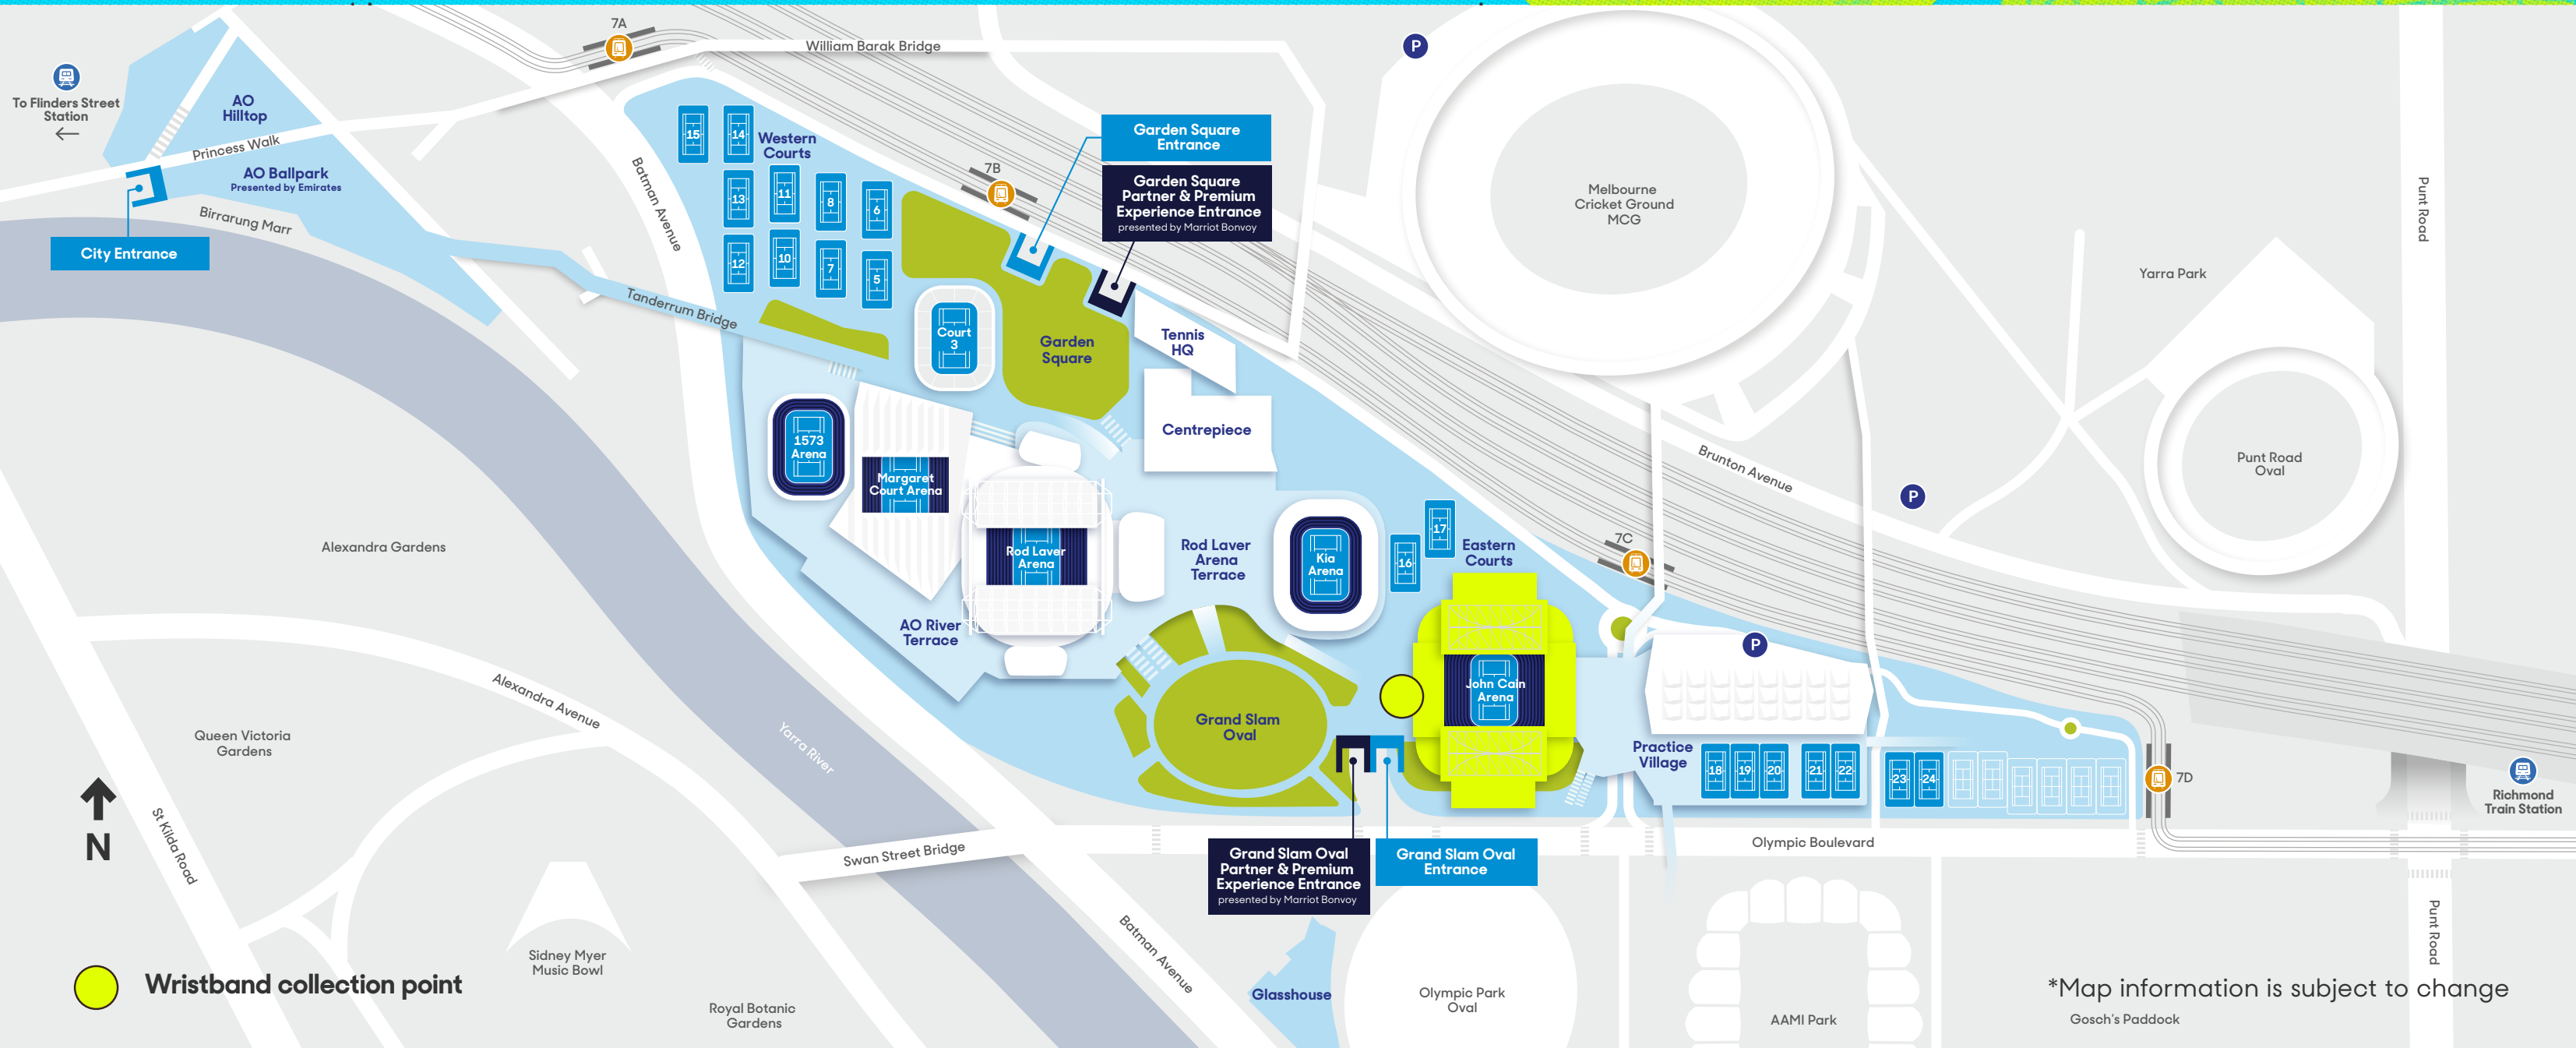 7A
William Barak Bridge
P
To Flinders Street
Station
AO
Hilltop
Princess Walk
AO Ballpark
Presented by Emirates
Birrarung Marr
City Entrance
Batman Avenue
Tanderrum Bridge
15
14
Western
Courts
13
11
8
6
12
10
7
5
7B
Garden Square
Entrance
Garden Square
Partner & Premium
Experience Entrance
presented by Marriot Bonvoy
Melbourne
Cricket Ground
MCG
Punt Road
Yarra Park
Court
3
Garden
Square
Tennis
HQ
Centrepiece
1573
Arena
Margaret
Court Arena
Rod Laver
Arena
Rod Laver
Arena
Terrace
Kia
Arena
16
17
Eastern
Courts
7C
Brunton Avenue
P
Punt Road
Oval
Alexandra Gardens
AO River
Terrace
Alexandra Avenue
Queen Victoria
Gardens
Yarra River
Grand Slam
Oval
John Cain
Arena
P
Practice
Village
18
19
20
21
22
23
24
7D
Richmond
Train Station
N
St Kilda Road
Swan Street Bridge
Olympic Boulevard
Grand Slam Oval
Partner & Premium
Experience Entrance
presented by Marriot Bonvoy
Grand Slam Oval
Entrance
Batman Avenue
Punt Road
Sidney Myer
Music Bowl
Royal Botanic
Gardens
Glasshouse
Olympic Park
Oval
AAMI Park
Wristband collection point
*Map information is subject to change
Gosch's Paddock